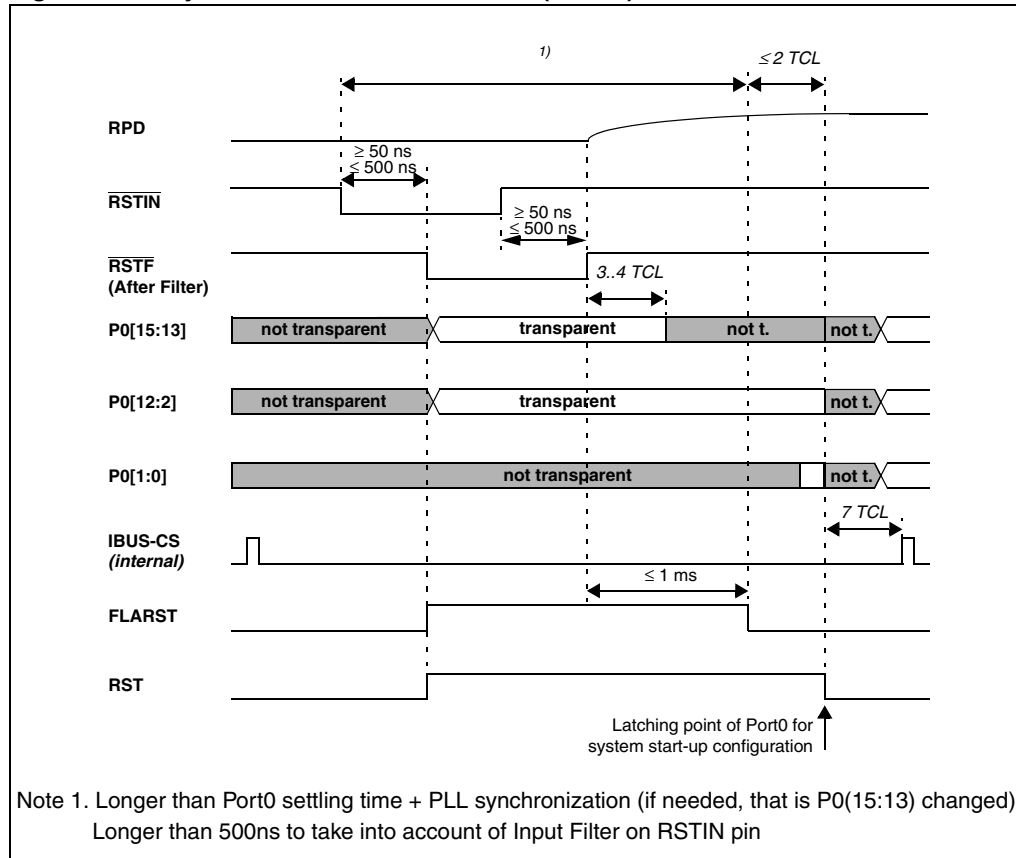 1)
≤ 2 TCL
RPD
≥ 50 ns
≤ 500 ns
RSTIN
≥ 50 ns
≤ 500 ns
RSTF
(After Filter)
3..4 TCL
P0[15:13]
not transparent
transparent
not t.
not t.
P0[12:2]
not transparent
transparent
not t.
P0[1:0]
not transparent
not t.
7 TCL
IBUS-CS
(internal)
≤ 1 ms
FLARST
RST
Latching point of Port0 for
system start-up configuration
Note 1. Longer than Port0 settling time + PLL synchronization (if needed, that is P0(15:13) changed)
Longer than 500ns to take into account of Input Filter on RSTIN pin